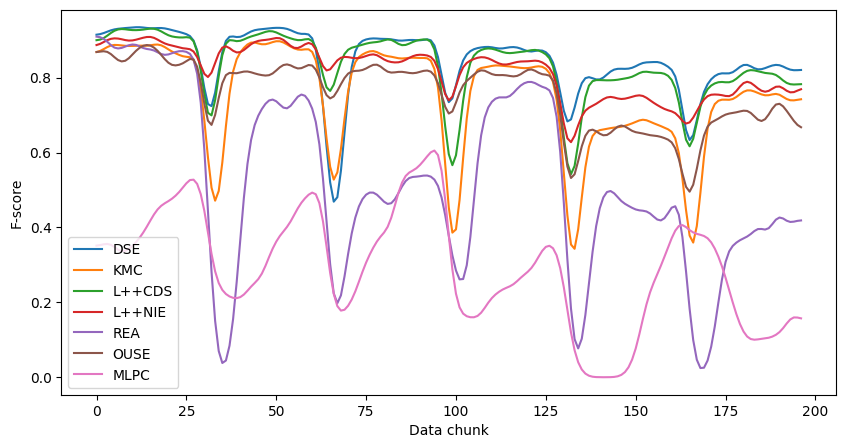 F-score
0.8
0.6
0.4
0.2
0.0
DSE
KMC
L++CDS
L++NIE
REA
OUSE
MLPC
0 25 50 75 100 125 150 175 200
Data chunk